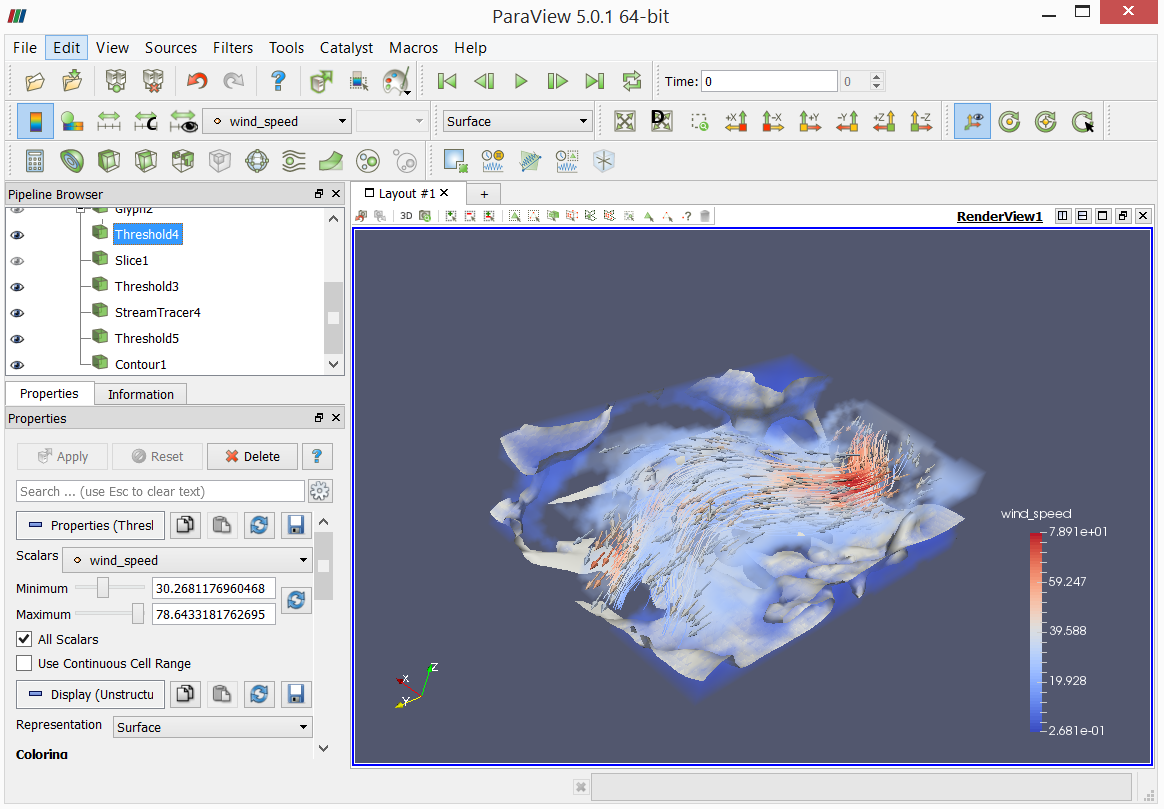 ParaView 5.0.1 64-bit
File Edit View Sources Filters Tools Catalyst Macros Help
Time: 0 0
wind_speed Surface +X -X +Y -Y +Z -Z
Pipeline Browser
Layout #1 +
3D RenderView1
Glyph2
Threshold4
Slice1
Threshold3
StreamTracer4
Threshold5
Contour1
Properties Information
Properties
Apply Reset Delete ?
Search ... (use Esc to clear text)
Properties (Thresl
Scalars wind_speed
Minimum 30.2681176960468
Maximum 78.6433181762695
All Scalars
Use Continuous Cell Range
Display (Unstructu
Representation Surface
Coloring
wind_speed
7.891e+01
59.247
39.588
19.928
2.681e-01
Z
X
Y